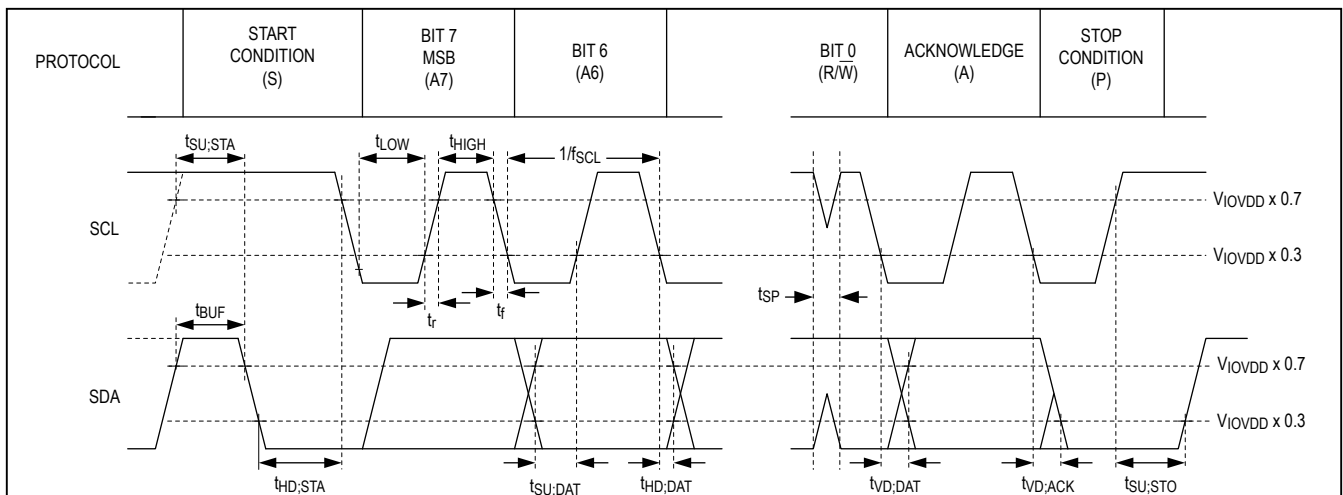 PROTOCOL
START
CONDITION
(S)
BIT 7
MSB
(A7)
BIT 6
(A6)
BIT 0
(R/W̅)
ACKNOWLEDGE
(A)
STOP
CONDITION
(P)
tSU;STA
tLOW
tHIGH
1/fSCL
SCL
VIOVDD x 0.7
VIOVDD x 0.3
tr
tf
tSP
tBUF
SDA
VIOVDD x 0.7
VIOVDD x 0.3
tHD;STA
tSU;DAT
tHD;DAT
tVD;DAT
tVD;ACK
tSU;STO